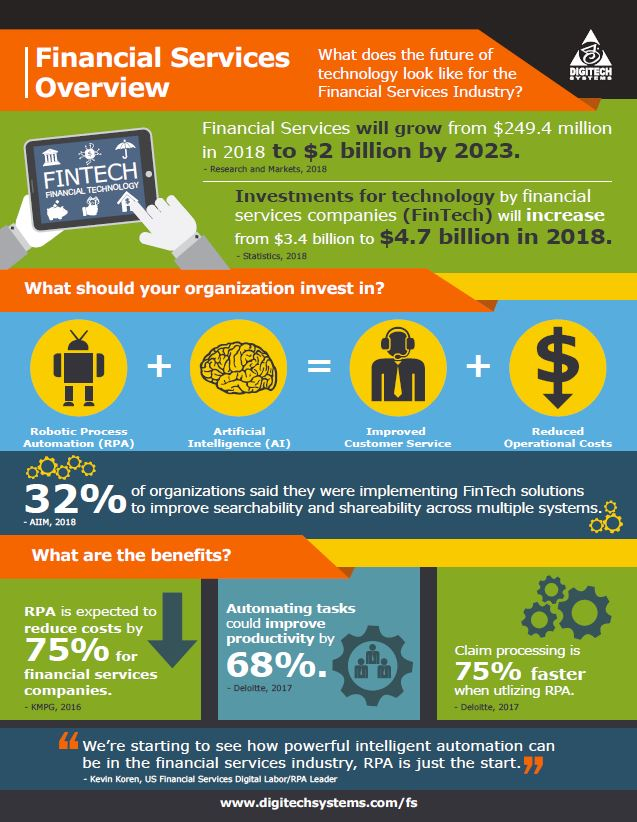 Financial Services
Overview
What does the future of
technology look like for the
Financial Services Industry?
DIGITECH
SYSTEMS
FINTECH
FINANCIAL TECHNOLOGY
Financial Services will grow from $249.4 million
in 2018 to $2 billion by 2023.
- Research and Markets, 2018
Investments for technology by financial
services companies (FinTech) will increase
from $3.4 billion to $4.7 billion in 2018.
- Statistics, 2018
What should your organization invest in?
+ = +
$
Robotic Process
Automation (RPA)
Artificial
Intelligence (AI)
Improved
Customer Service
Reduced
Operational Costs
32% of organizations said they were implementing FinTech solutions
to improve searchability and shareability across multiple systems.
- AIIM, 2018
What are the benefits?
RPA is expected to
reduce costs by
75% for
financial services
companies.
- KMPG, 2016
Automating tasks
could improve
productivity by
68%.
- Deloitte, 2017
Claim processing is
75% faster
when utlizing RPA.
- Deloitte, 2017
“We’re starting to see how powerful intelligent automation can
be in the financial services industry, RPA is just the start.”
- Kevin Koren, US Financial Services Digital Labor/RPA Leader
www.digitechsystems.com/fs